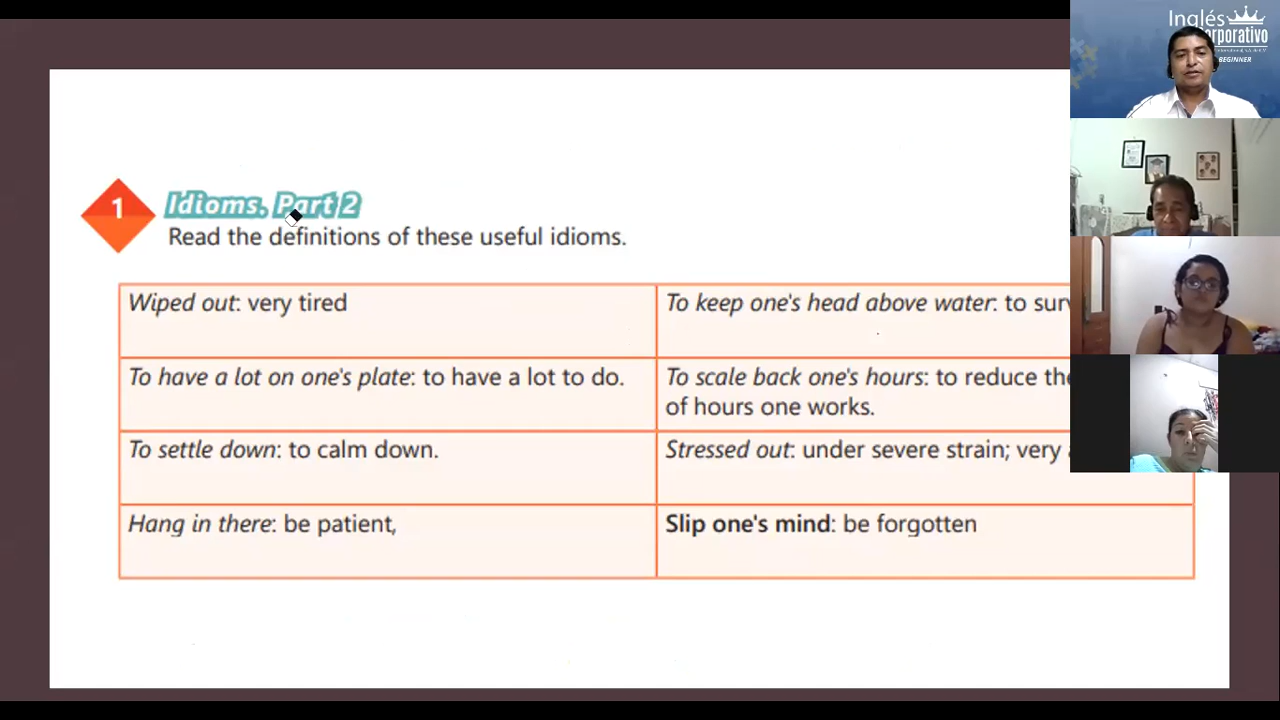 Inglés
BEGINNER
1
Idioms. Part 2
Read the definitions of these useful idioms.
Wiped out: very tired
To keep one's head above water: to
To have a lot on one's plate: to have a lot to do.
To scale back one's hours: to reduce
of hours one works.
To settle down: to calm down.
Stressed out: under severe strain; very
Hang in there: be patient,
Slip one's mind: be forgotten